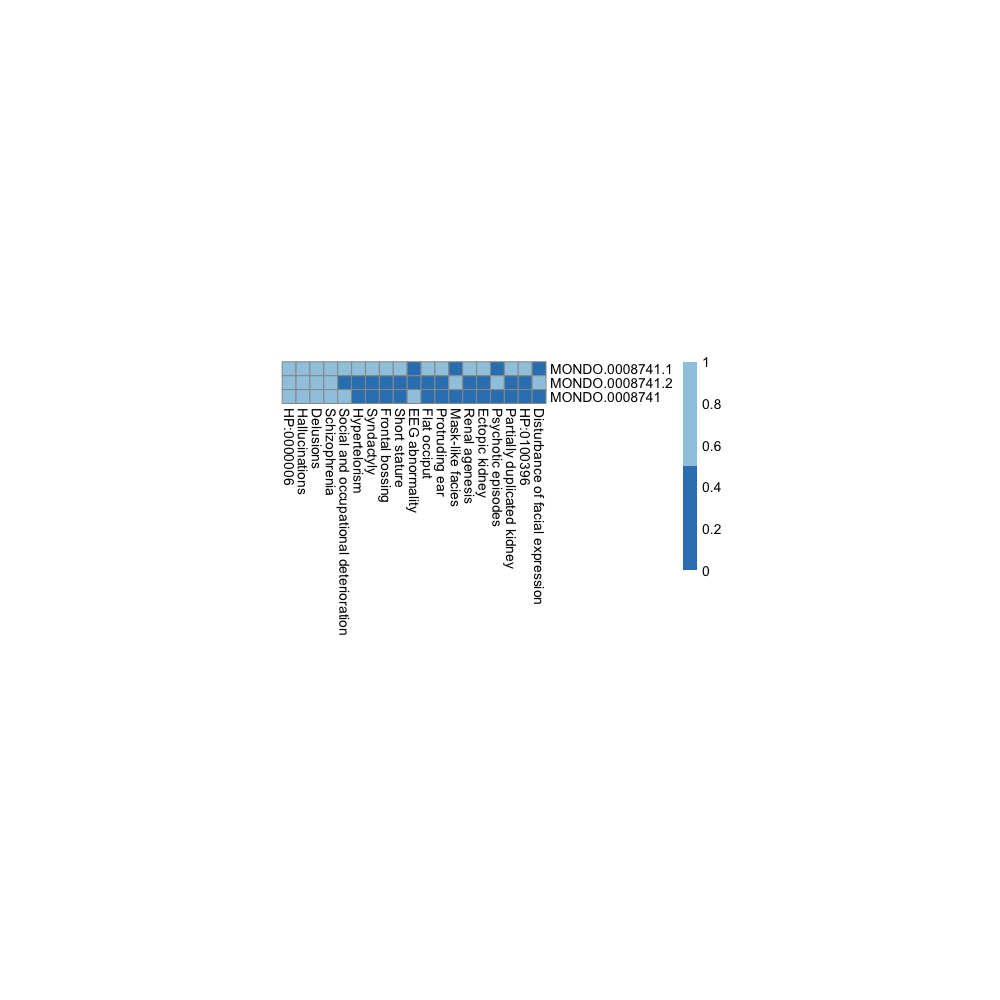 MONDO.0008741.1
MONDO.0008741.2
MONDO.0008741
HP:0000006
Hallucinations
Delusions
Schizophrenia
Social and occupational deterioration
Hypertelorism
Syndactyly
Frontal bossing
Short stature
EEG abnormality
Flat occiput
Protruding ear
Mask-like facies
Renal agenesis
Ectopic kidney
Psychotic episodes
Partially duplicated kidney
HP:0100396
Disturbance of facial expression
1
0.8
0.6
0.4
0.2
0